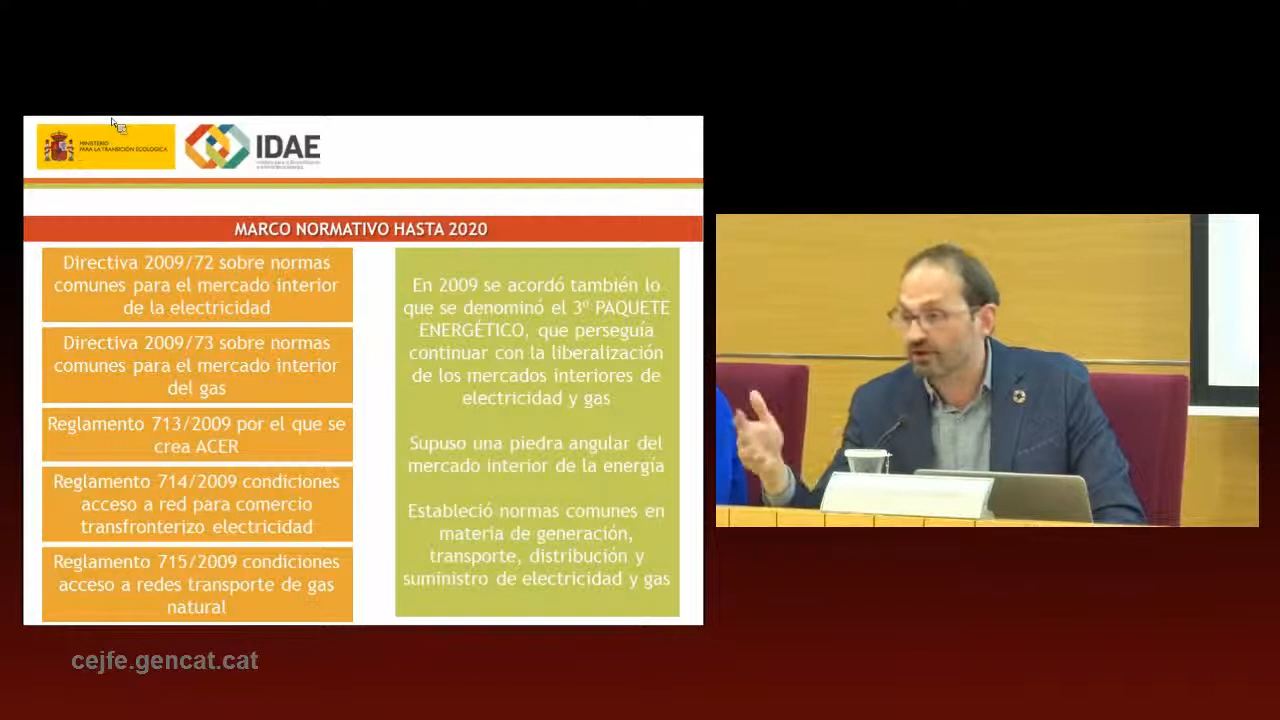 MINISTERIO
PARA LA TRANSICIÓN ECOLÓGICA
IDAE
MARCO NORMATIVO HASTA 2020
Directiva 2009/72 sobre normas
comunes para el mercado interior
de la electricidad
Directiva 2009/73 sobre normas
comunes para el mercado interior
del gas
Reglamento 713/2009 por el que se
crea ACER
Reglamento 714/2009 condiciones
acceso a red para comercio
transfronterizo electricidad
Reglamento 715/2009 condiciones
acceso a redes transporte de gas
natural
En 2009 se acordó también lo
que se denominó el 3º PAQUETE
ENERGÉTICO, que perseguía
continuar con la liberalización
de los mercados interiores de
electricidad y gas
Supuso una piedra angular del
mercado interior de la energía
Estableció normas comunes en
materia de generación,
transporte, distribución y
suministro de electricidad y gas
cejfe.gencat.cat